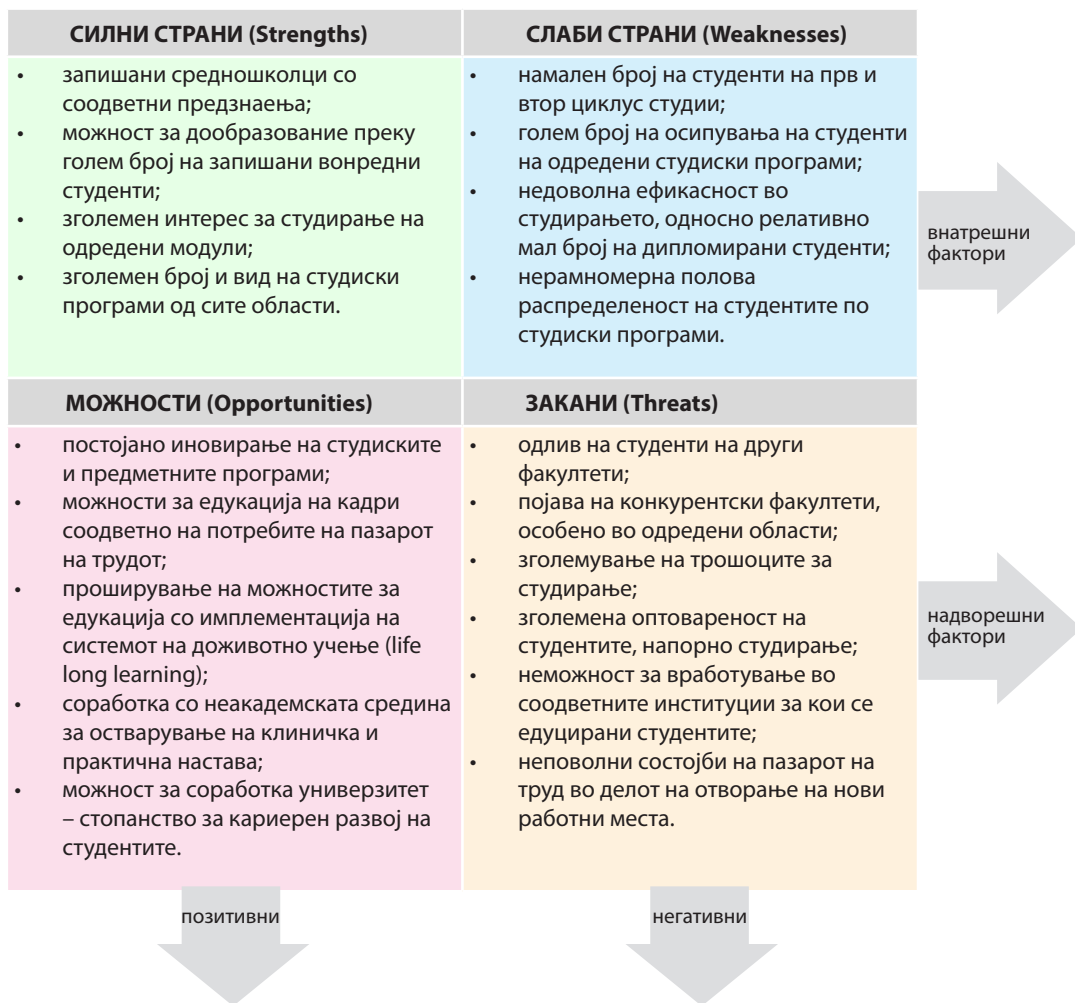 СИЛНИ СТРАНИ (Strengths)
• запишани средношколци со
соодветни предзнаења;
• можност за дообразование преку
голем број на запишани вонредни
студенти;
• зголемен интерес за студирање на
одредени модули;
• зголемен број и вид на студиски
програми од сите области.
СЛАБИ СТРАНИ (Weaknesses)
• намален број на студенти на прв и
втор циклус студии;
• голем број на осипувања на студенти
на одредени студиски програми;
• недоволна ефикасност во
студирањето, односно релативно
мал број на дипломирани студенти;
• нерамномерна полова
распределеност на студентите по
студиски програми.
внатрешни
фактори
МОЖНОСТИ (Opportunities)
• постојано иновирање на студиските
и предметните програми;
• можности за едукација на кадри
соодветно на потребите на пазарот
на трудот;
• проширување на можностите за
едукација со имплементација на
системот на доживотно учење (life
long learning);
• соработка со неакадемската средина
за остварување на клиничка и
практична настава;
• можност за соработка универзитет
– стопанство за кариерен развој на
студентите.
ЗАКАНИ (Threats)
• одлив на студенти на други
факултети;
• појава на конкурентски факултети,
особено во одредени области;
• зголемување на трошоците за
студирање;
• зголемена оптовареност на
студентите, напорно студирање;
• неможност за вработување во
соодветните институции за кои се
едуцирани студентите;
• неповолни состојби на пазарот на
труд во делот на отворање на нови
работни места.
надворешни
фактори
позитивни
негативни